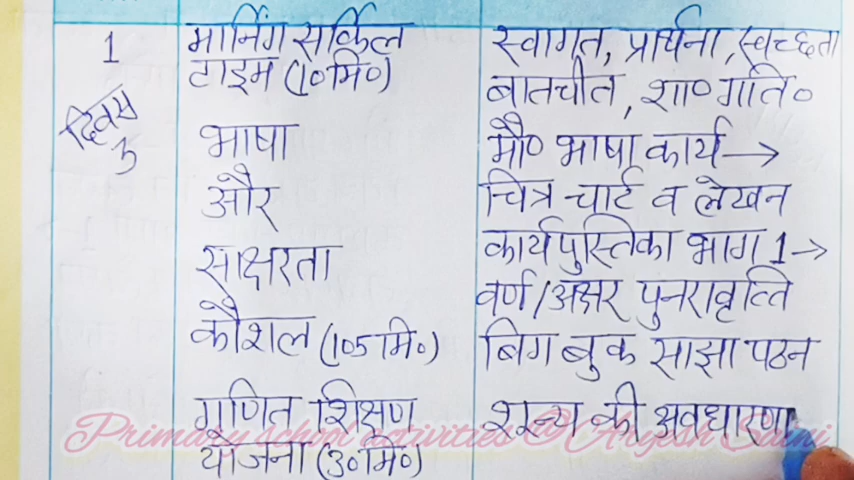 1 मार्निंग सर्किल स्वागत, प्रार्थना, स्वच्छता
टाइम (10 मि०) बातचीत, शा० गति०
दिवस 3
भाषा मौ० भाषा कार्य →
और चित्र चार्ट व लेखन
साक्षरता कार्यपुस्तिका भाग 1 →
वर्ण/अक्षर पुनरावृत्ति
कौशल (105 मि०) बिग बुक साझा पठन
गणित शिक्षण शून्य की अवधारणा
Primary school activities @
योजना (30 मि०)